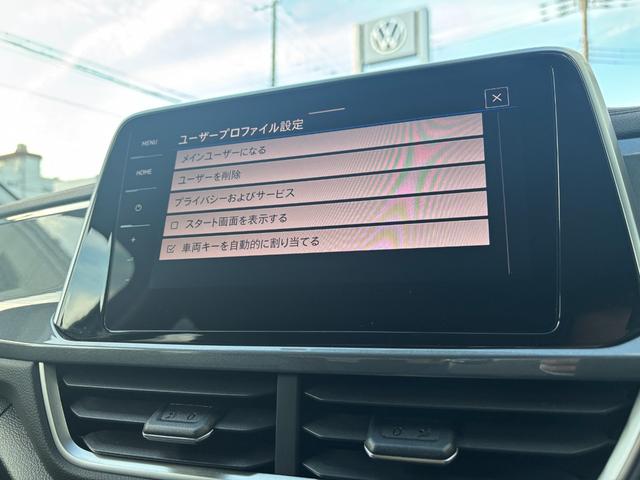 MENU
HOME
ユーザープロファイル設定
メインユーザーになる
ユーザーを削除
プライバシーおよびサービス
スタート画面を表示する
車両キーを自動的に割り当てる